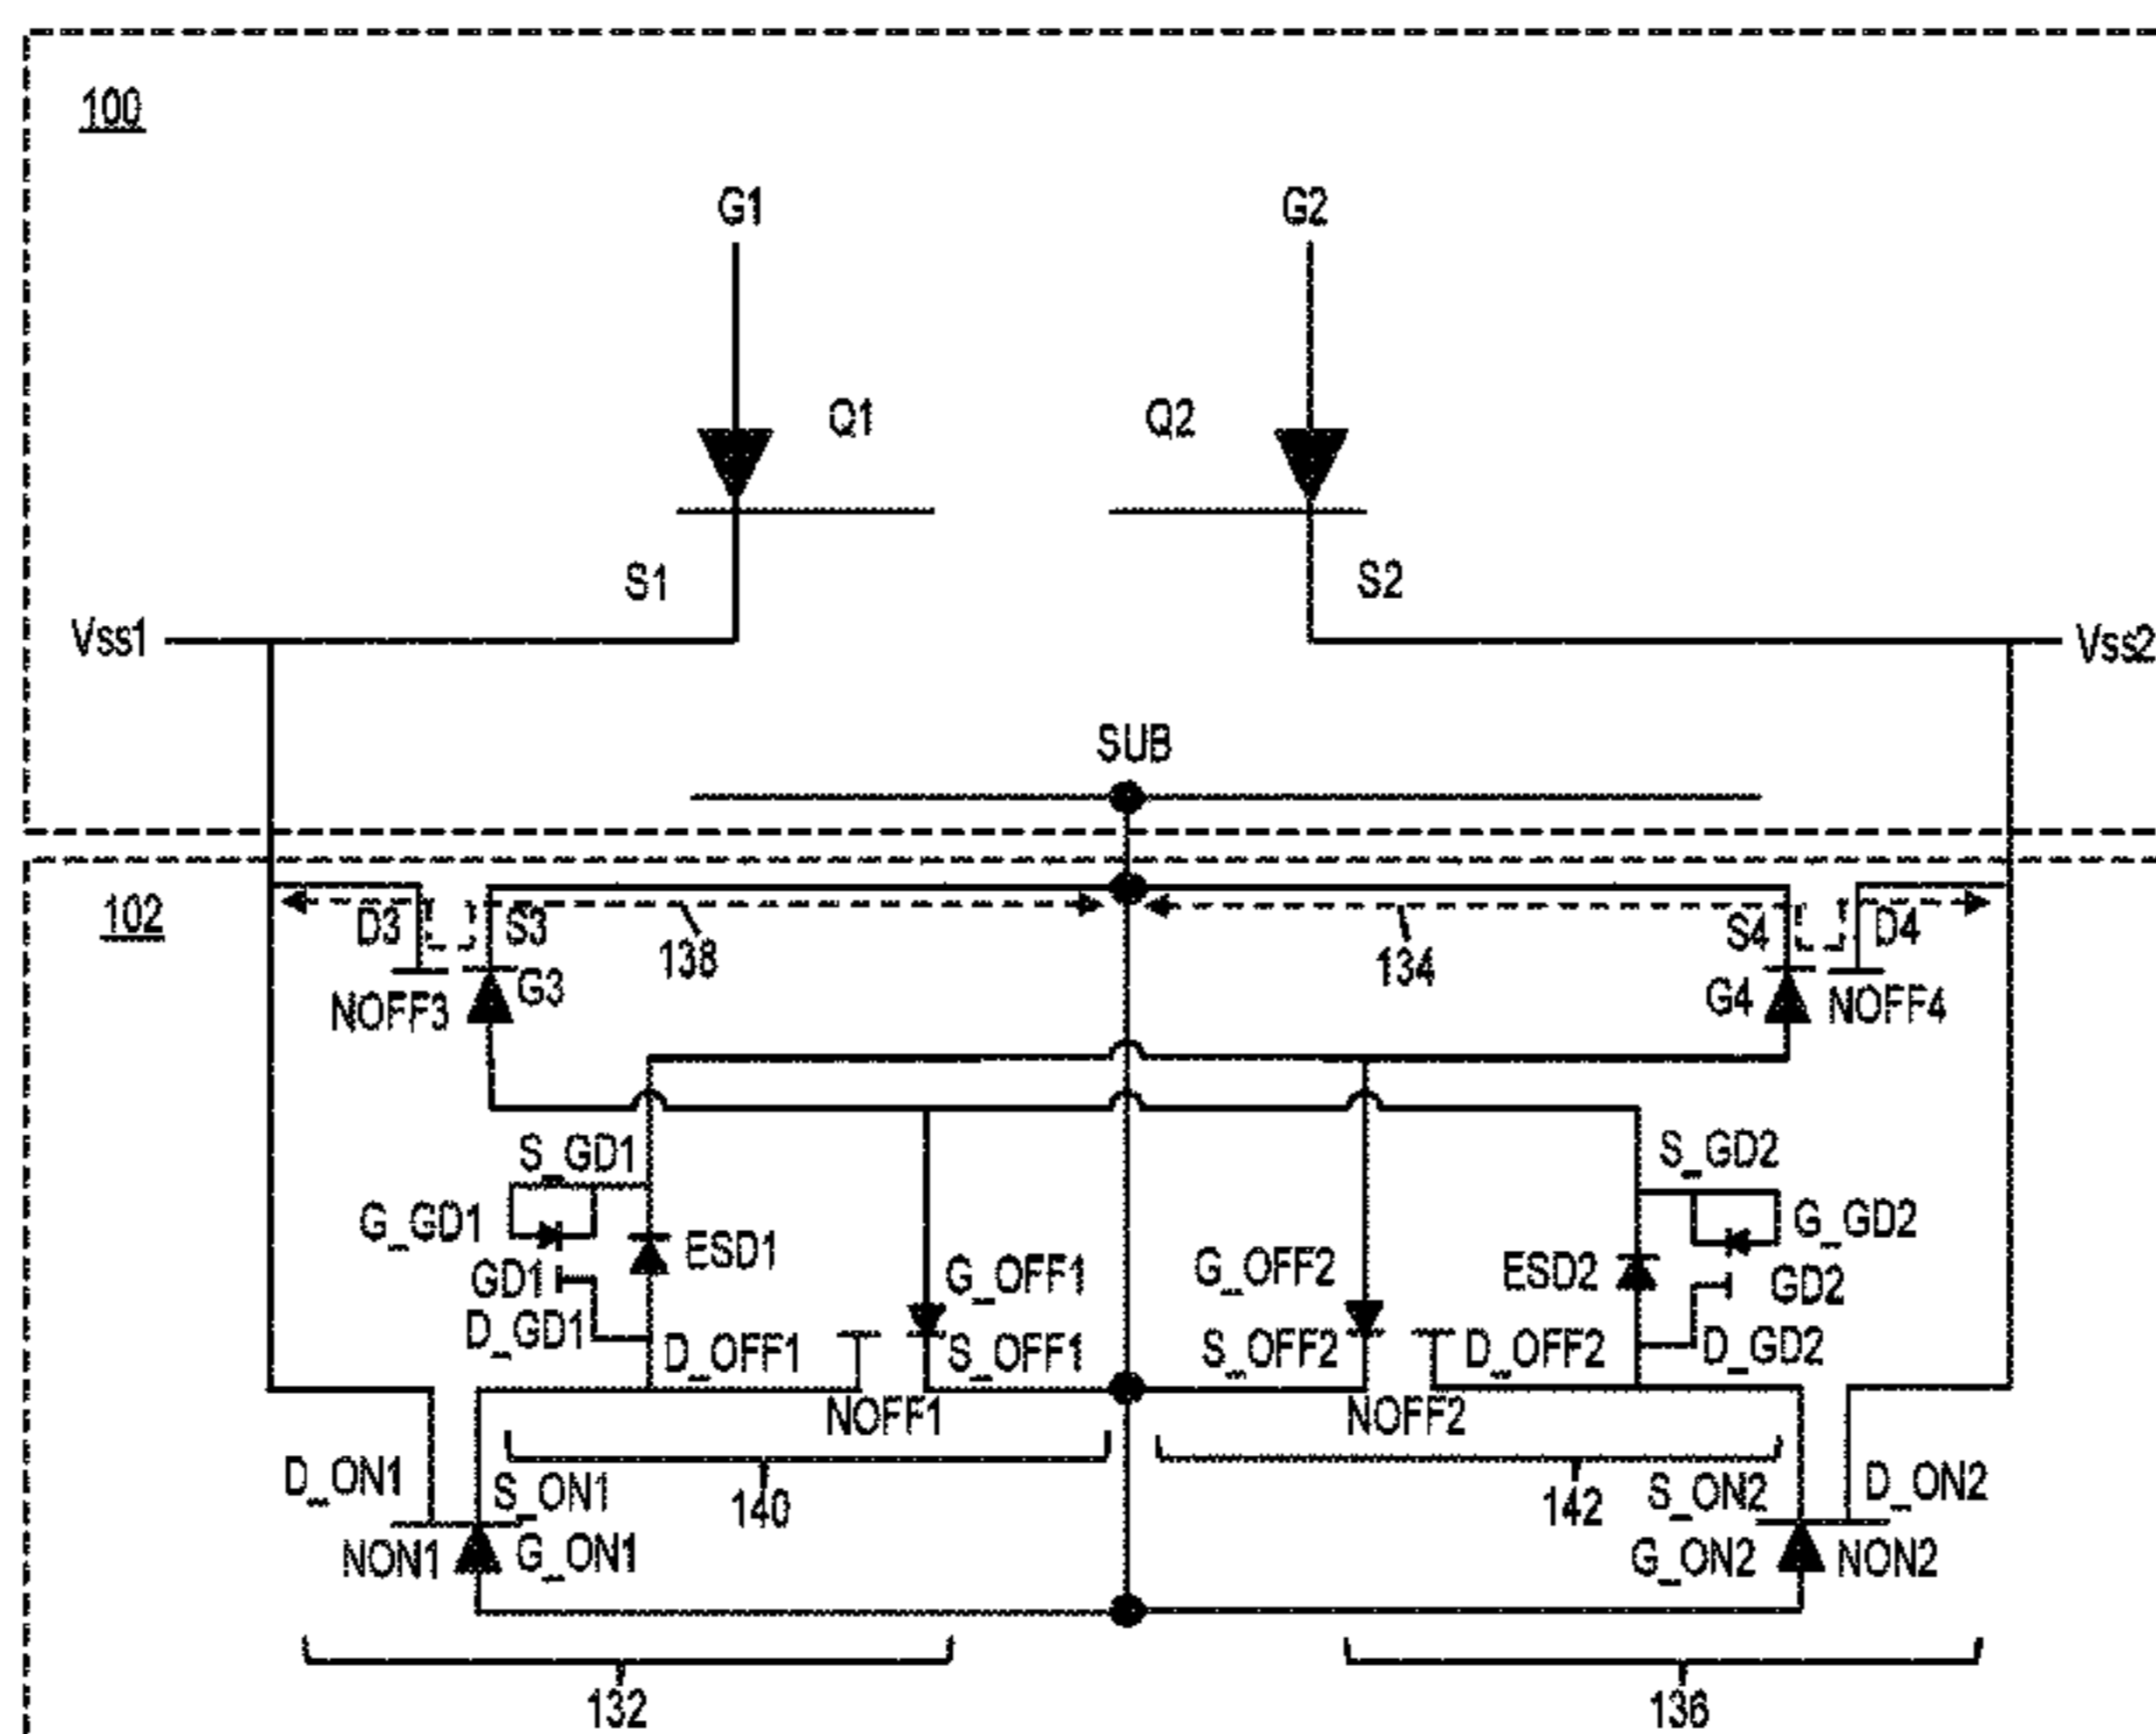 100
G1
G2
Q1
Q2
S1
S2
Vss1
Vss2
SUB
102
D3
S3
138
134
S4
D4
G3
NOFF3
G4
NOFF4
S_GD1
S_GD2
G_GD1
G_GD2
ESD1
G_OFF1
G_OFF2
ESD2
GD1
GD2
D_GD1
D_OFF1
S_OFF1
S_OFF2
D_OFF2
D_GD2
NOFF1
NOFF2
D_ON1
S_ON1
140
142
S_ON2
D_ON2
NON1
G_ON1
G_ON2
NON2
132
136